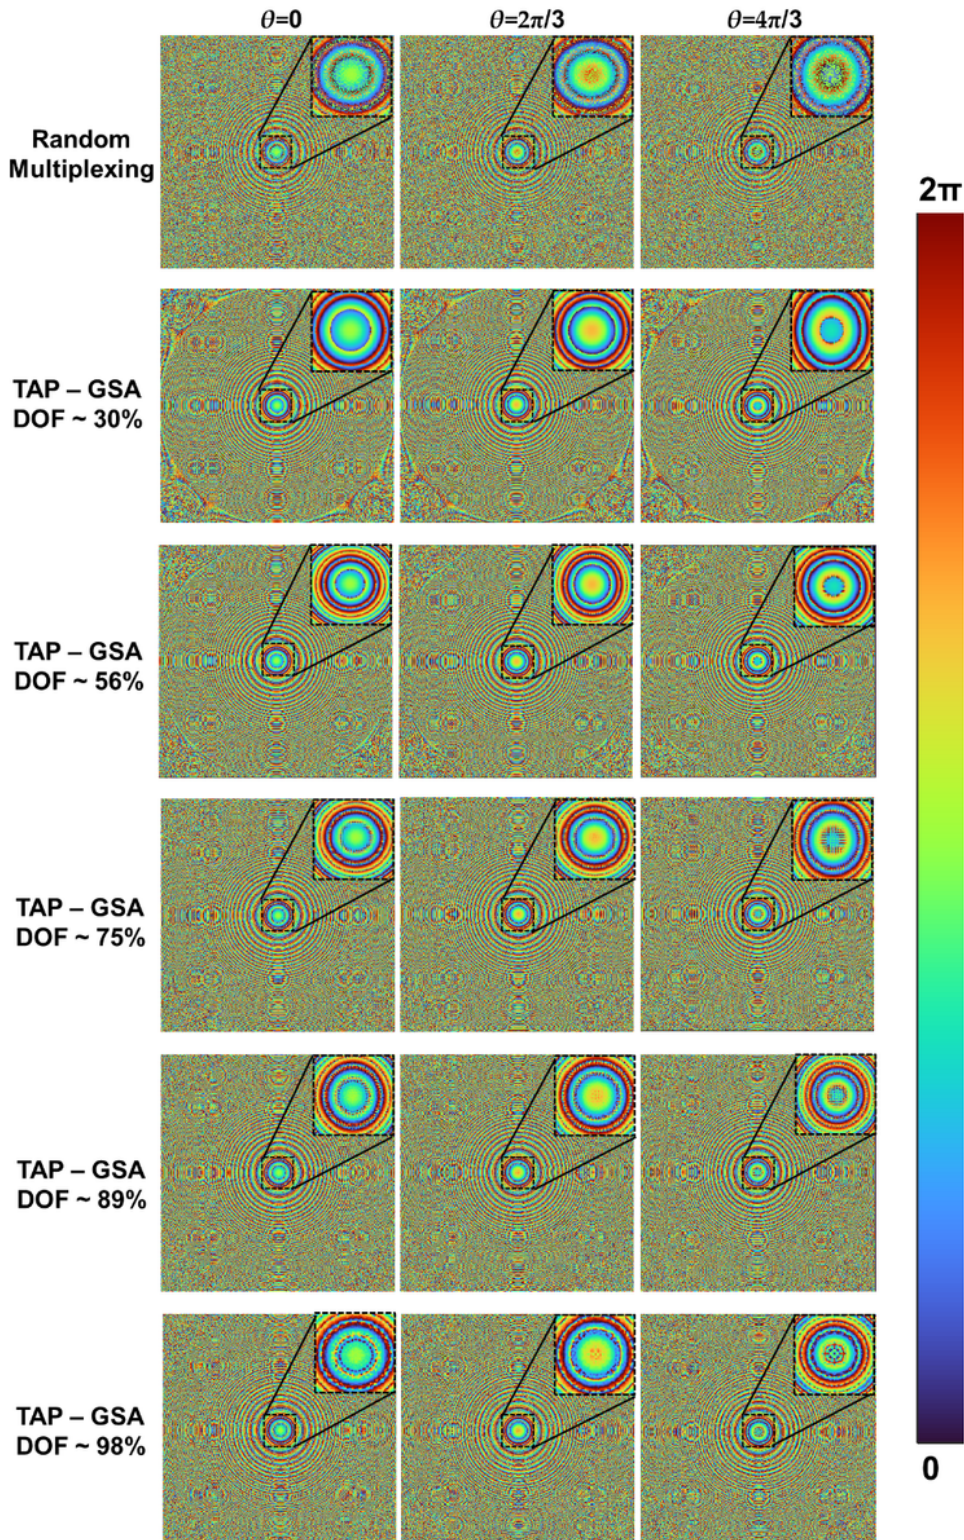 θ=0 θ=2π/3 θ=4π/3
Random
Multiplexing
2π
TAP – GSA
DOF ~ 30%
TAP – GSA
DOF ~ 56%
TAP – GSA
DOF ~ 75%
TAP – GSA
DOF ~ 89%
TAP – GSA
DOF ~ 98%
0